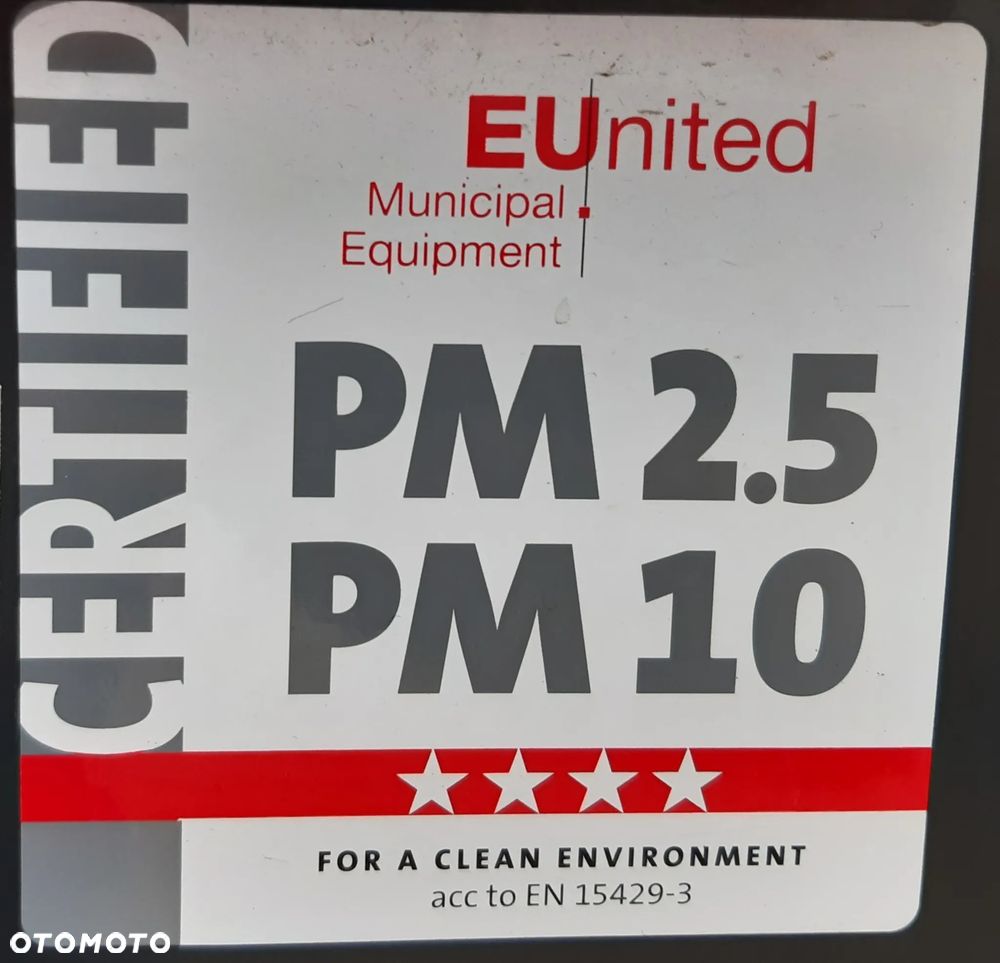 CERTIFIED
EUnited
Municipal
Equipment
PM 2.5
PM 10
FOR A CLEAN ENVIRONMENT
acc to EN 15429-3
OTOMOTO